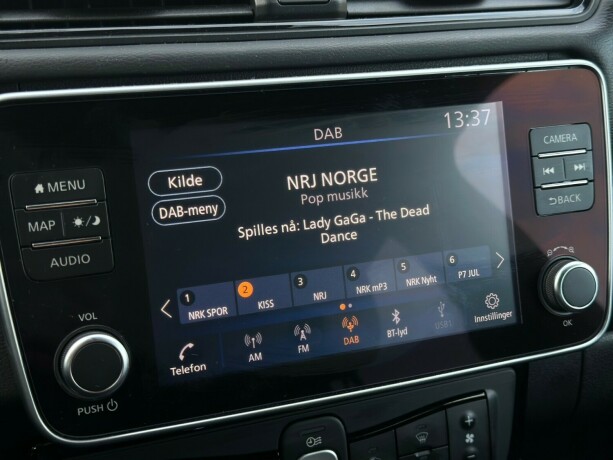 DAB
13:37
CAMERA
MENU
Kilde
NRJ NORGE
Pop musikk
MAP
DAB-meny
BACK
Spilles nå: Lady GaGa - The Dead
Dance
AUDIO
1 NRK SPOR
2 KISS
3 NRJ
4 NRK mP3
5 NRK Nyht
6 P7 JUL
VOL
Telefon
AM
FM
DAB
BT-lyd
USB1
Innstillinger
OK
PUSH